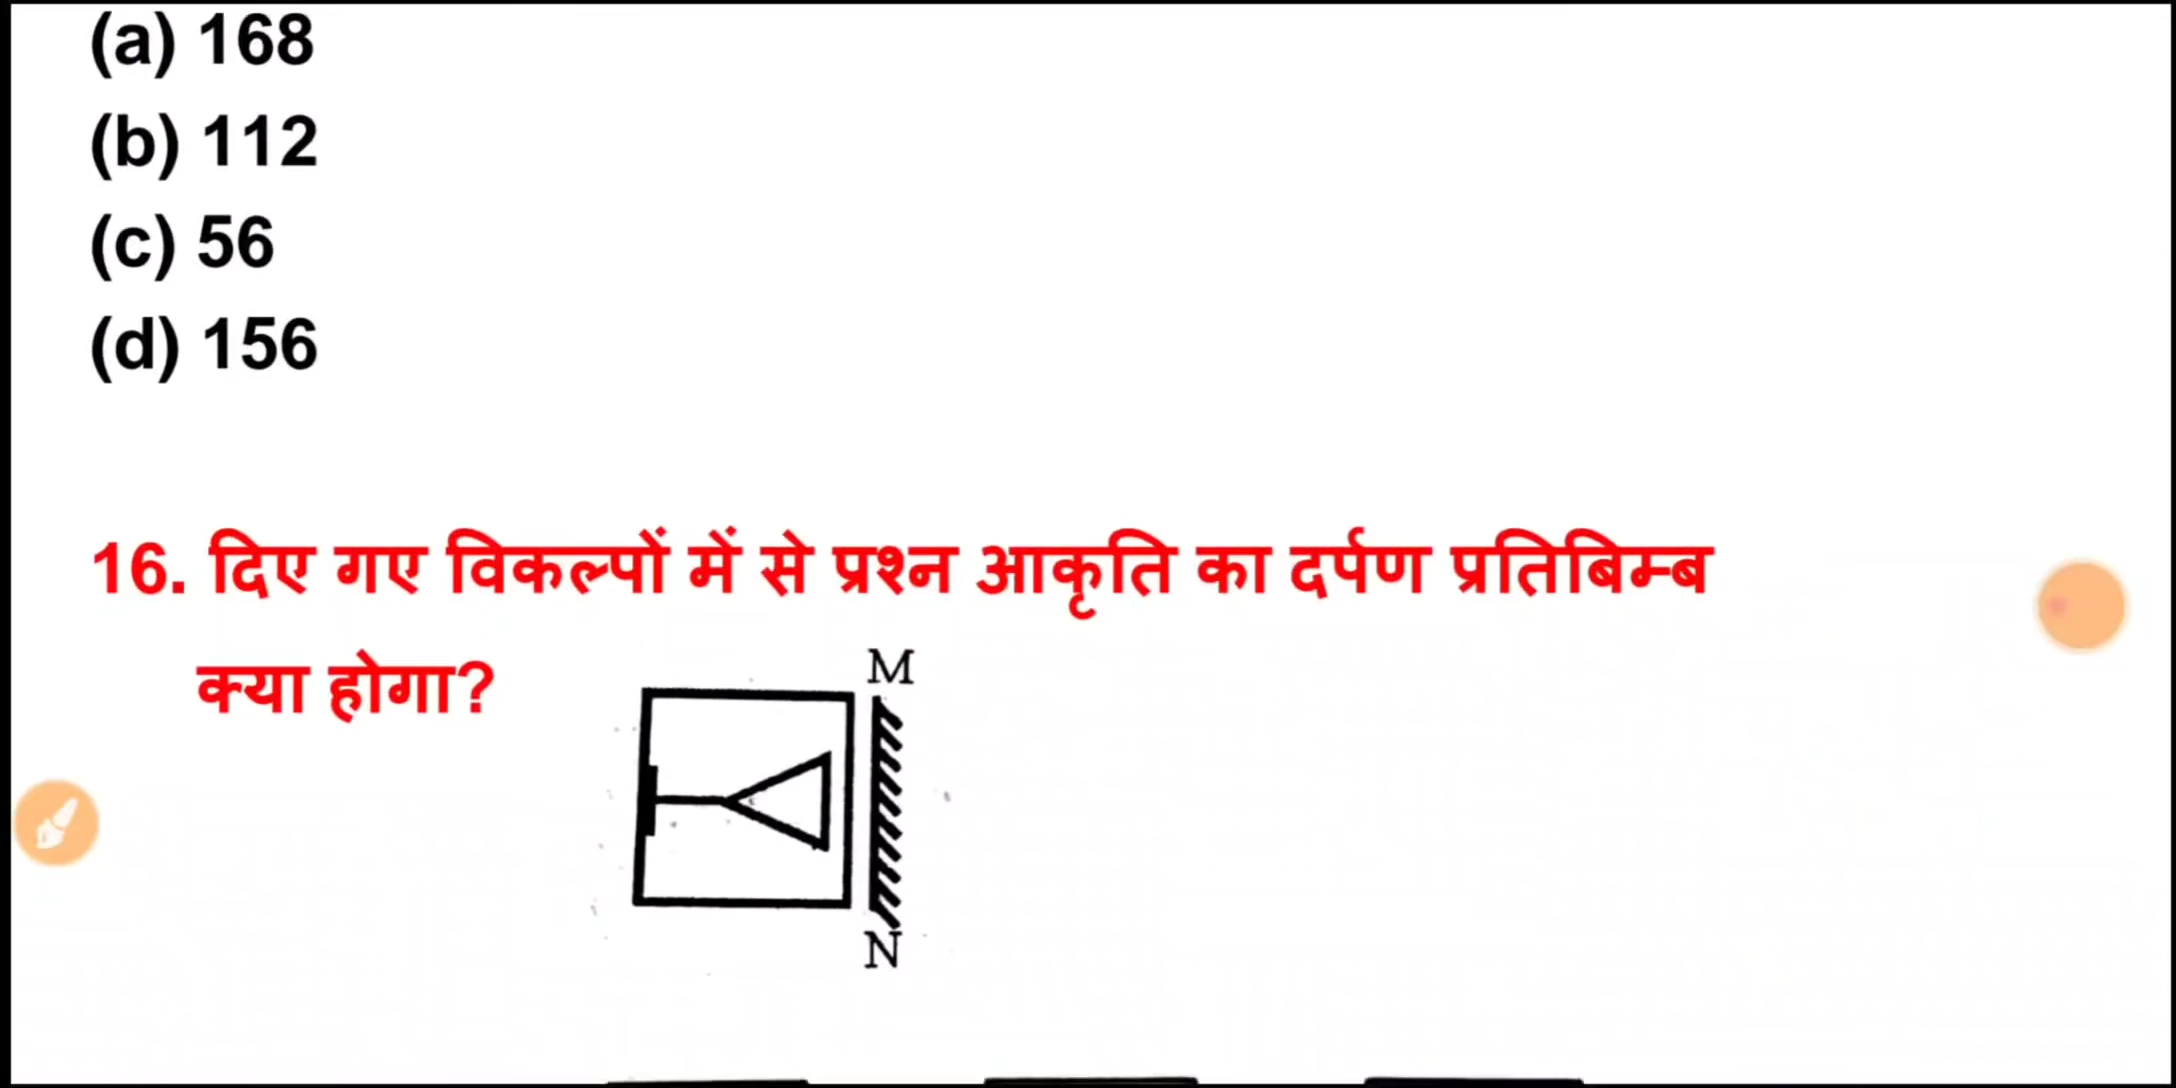 (a) 168
(b) 112
(c) 56
(d) 156
16. दिए गए विकल्पों में से प्रश्न आकृति का दर्पण प्रतिबिम्ब
क्या होगा?
M
N